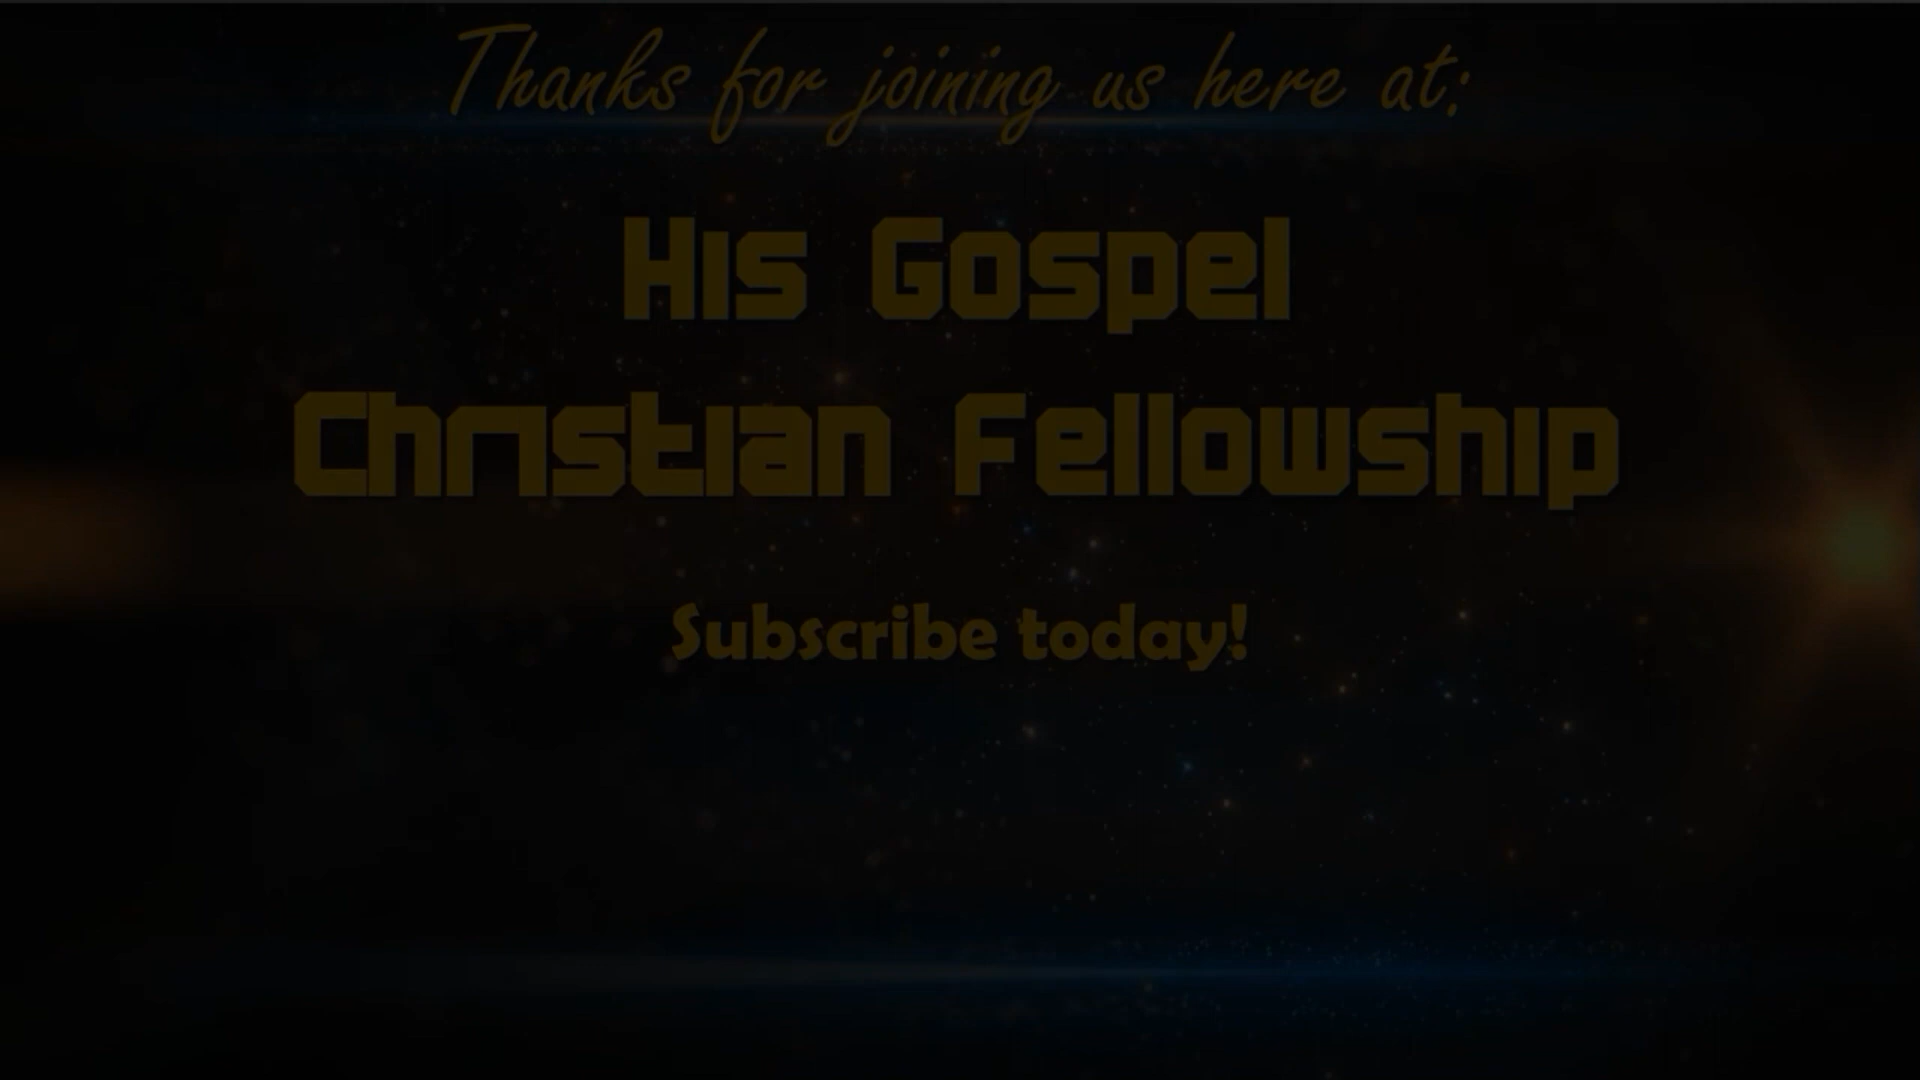 Thanks for joining us here at:
His Gospel
Christian Fellowship
Subscribe today!